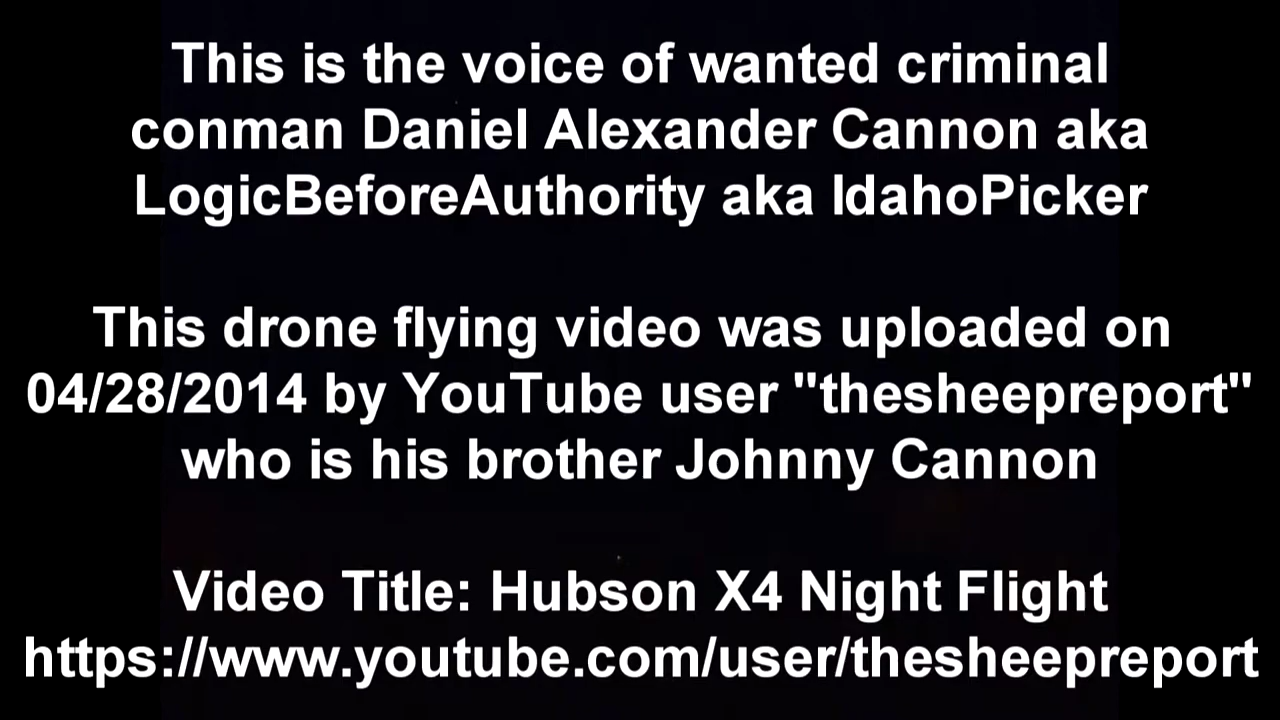 This is the voice of wanted criminal
conman Daniel Alexander Cannon aka
LogicBeforeAuthority aka IdahoPicker
This drone flying video was uploaded on
04/28/2014 by YouTube user "thesheepreport"
who is his brother Johnny Cannon
Video Title: Hubson X4 Night Flight
https://www.youtube.com/user/thesheepreport